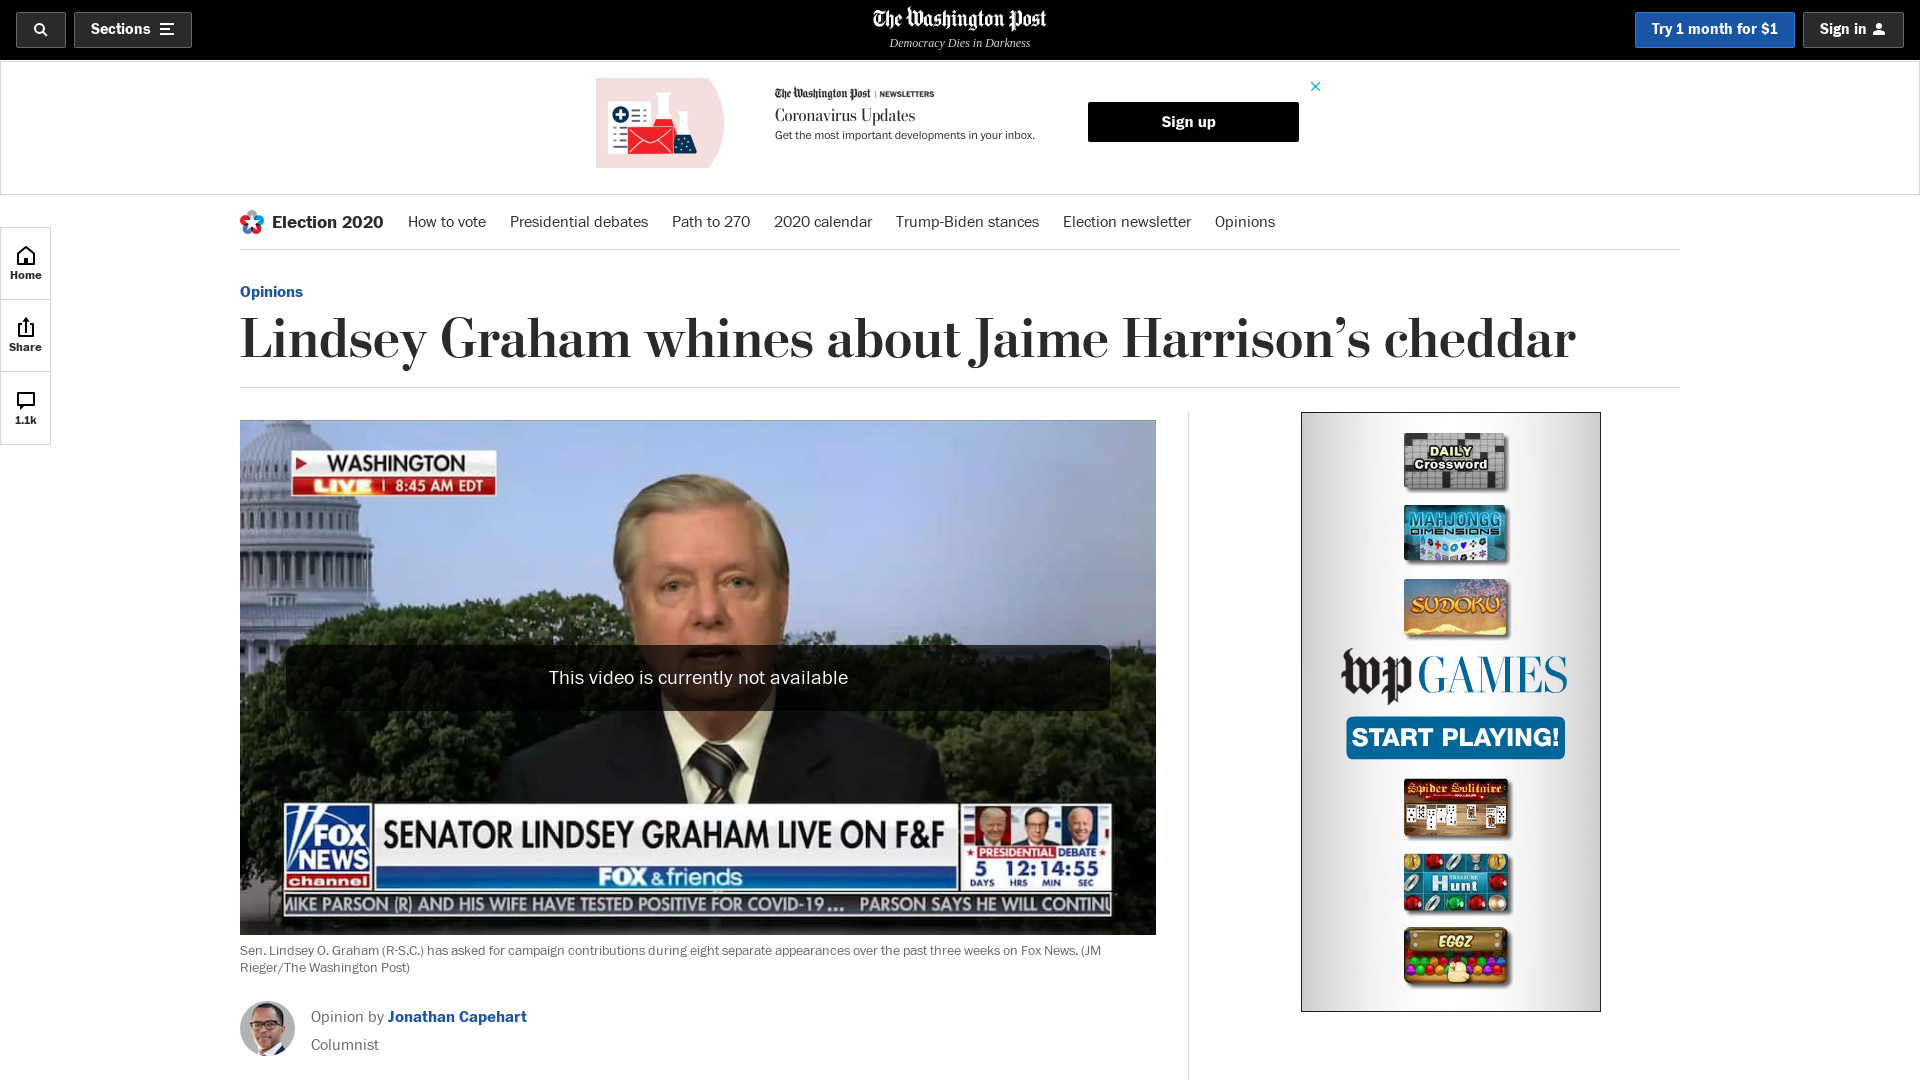 Sections
The Washington Post
Democracy Dies in Darkness
Try 1 month for $1
Sign in
The Washington Post | NEWSLETTERS
Coronavirus Updates
Get the most important developments in your inbox.
Sign up
Election 2020
How to vote
Presidential debates
Path to 270
2020 calendar
Trump-Biden stances
Election newsletter
Opinions
Home
Share
1.1k
Opinions
Lindsey Graham whines about Jaime Harrison’s cheddar
WASHINGTON
LIVE | 8:45 AM EDT
This video is currently not available
FOX
NEWS
channel
SENATOR LINDSEY GRAHAM LIVE ON F&F
FOX & friends
PRESIDENTIAL DEBATE
5 12:14:55
DAYS HRS MIN SEC
MIKE PARSON (R) AND HIS WIFE HAVE TESTED POSITIVE FOR COVID-19... PARSON SAYS HE WILL CONTINU
Sen. Lindsey O. Graham (R-S.C.) has asked for campaign contributions during eight separate appearances over the past three weeks on Fox News. (JM
Rieger/The Washington Post)
Opinion by Jonathan Capehart
Columnist
DAILY
Crossword
MAHJONGG
DIMENSIONS
SUDOKU
wp GAMES
START PLAYING!
Spider Solitaire
TREASURE
Hunt
EGGZ